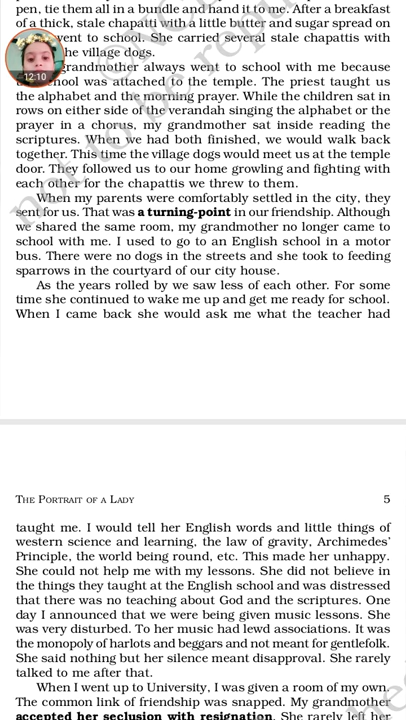 pen, tie them all in a bundle and hand it to me. After a breakfast
of a thick, stale chapatti with a little butter and sugar spread on
went to school. She carried several stale chapattis with
he village dogs.
grandmother always went to school with me because
ool was attached to the temple. The priest taught us
the alphabet and the morning prayer. While the children sat in
rows on either side of the verandah singing the alphabet or the
prayer in a chorus, my grandmother sat inside reading the
scriptures. When we had both finished, we would walk back
together. This time the village dogs would meet us at the temple
door. They followed us to our home growling and fighting with
each other for the chapattis we threw to them.
When my parents were comfortably settled in the city, they
sent for us. That was a turning-point in our friendship. Although
we shared the same room, my grandmother no longer came to
school with me. I used to go to an English school in a motor
bus. There were no dogs in the streets and she took to feeding
sparrows in the courtyard of our city house.
As the years rolled by we saw less of each other. For some
time she continued to wake me up and get me ready for school.
When I came back she would ask me what the teacher had
12:10
THE PORTRAIT OF A LADY 5
taught me. I would tell her English words and little things of
western science and learning, the law of gravity, Archimedes'
Principle, the world being round, etc. This made her unhappy.
She could not help me with my lessons. She did not believe in
the things they taught at the English school and was distressed
that there was no teaching about God and the scriptures. One
day I announced that we were being given music lessons. She
was very disturbed. To her music had lewd associations. It was
the monopoly of harlots and beggars and not meant for gentlefolk.
She said nothing but her silence meant disapproval. She rarely
talked to me after that.
When I went up to University, I was given a room of my own.
The common link of friendship was snapped. My grandmother
accepted her seclusion with resignation. She rarely left her
not to be